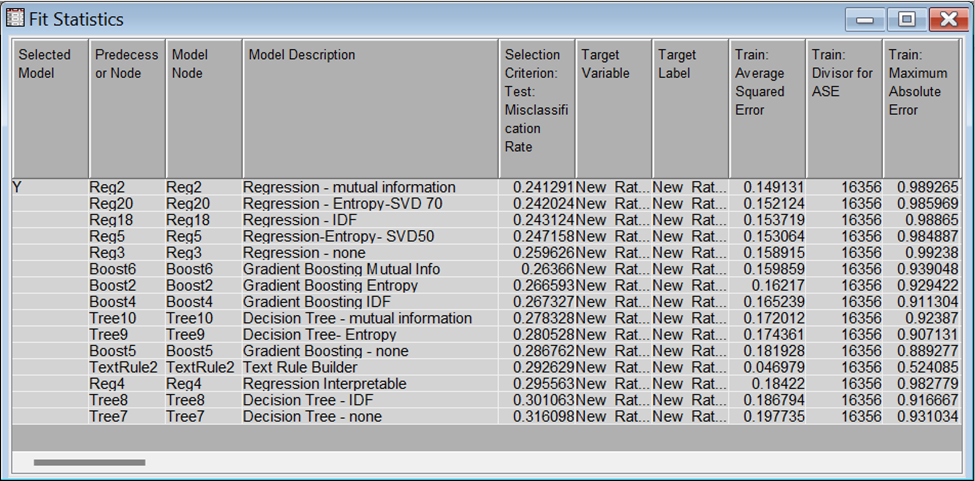 Fit Statistics
Selected Model Predecess or Node Model Node Model Description Selection Criterion: Test: Misclassifi cation Rate Target Variable Target Label Train: Average Squared Error Train: Divisor for ASE Train: Maximum Absolute Error
Y Reg2 Reg2 Regression - mutual information 0.241291 New Rat... New Rat... 0.149131 16356 0.989265
Reg20 Reg20 Regression - Entropy-SVD 70 0.242024 New Rat... New Rat... 0.152124 16356 0.985969
Reg18 Reg18 Regression - IDF 0.243124 New Rat... New Rat... 0.153719 16356 0.98865
Reg5 Reg5 Regression-Entropy- SVD50 0.247158 New Rat... New Rat... 0.153064 16356 0.984887
Reg3 Reg3 Regression - none 0.259626 New Rat... New Rat... 0.158915 16356 0.99238
Boost6 Boost6 Gradient Boosting Mutual Info 0.26366 New Rat... New Rat... 0.159859 16356 0.939048
Boost2 Boost2 Gradient Boosting Entropy 0.266593 New Rat... New Rat... 0.16217 16356 0.929422
Boost4 Boost4 Gradient Boosting IDF 0.267327 New Rat... New Rat... 0.165239 16356 0.911304
Tree10 Tree10 Decision Tree - mutual information 0.278328 New Rat... New Rat... 0.172012 16356 0.92387
Tree9 Tree9 Decision Tree- Entropy 0.280528 New Rat... New Rat... 0.174361 16356 0.907131
Boost5 Boost5 Gradient Boosting - none 0.286762 New Rat... New Rat... 0.181928 16356 0.889277
TextRule2 TextRule2 Text Rule Builder 0.292629 New Rat... New Rat... 0.046979 16356 0.524085
Reg4 Reg4 Regression Interpretable 0.295563 New Rat... New Rat... 0.18422 16356 0.982779
Tree8 Tree8 Decision Tree - IDF 0.301063 New Rat... New Rat... 0.186794 16356 0.916667
Tree7 Tree7 Decision Tree - none 0.316098 New Rat... New Rat... 0.197735 16356 0.931034